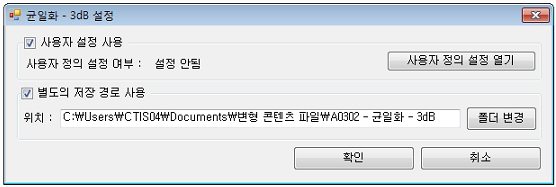 균일화 - 3dB 설정
사용자 설정 사용
사용자 정의 설정 여부 : 설정 안됨
사용자 정의 설정 열기
별도의 저장 경로 사용
위치 : C:₩Users₩CTIS04₩Documents₩변형 콘텐츠 파일₩A0302 - 균일화 - 3dB
폴더 변경
확인
취소